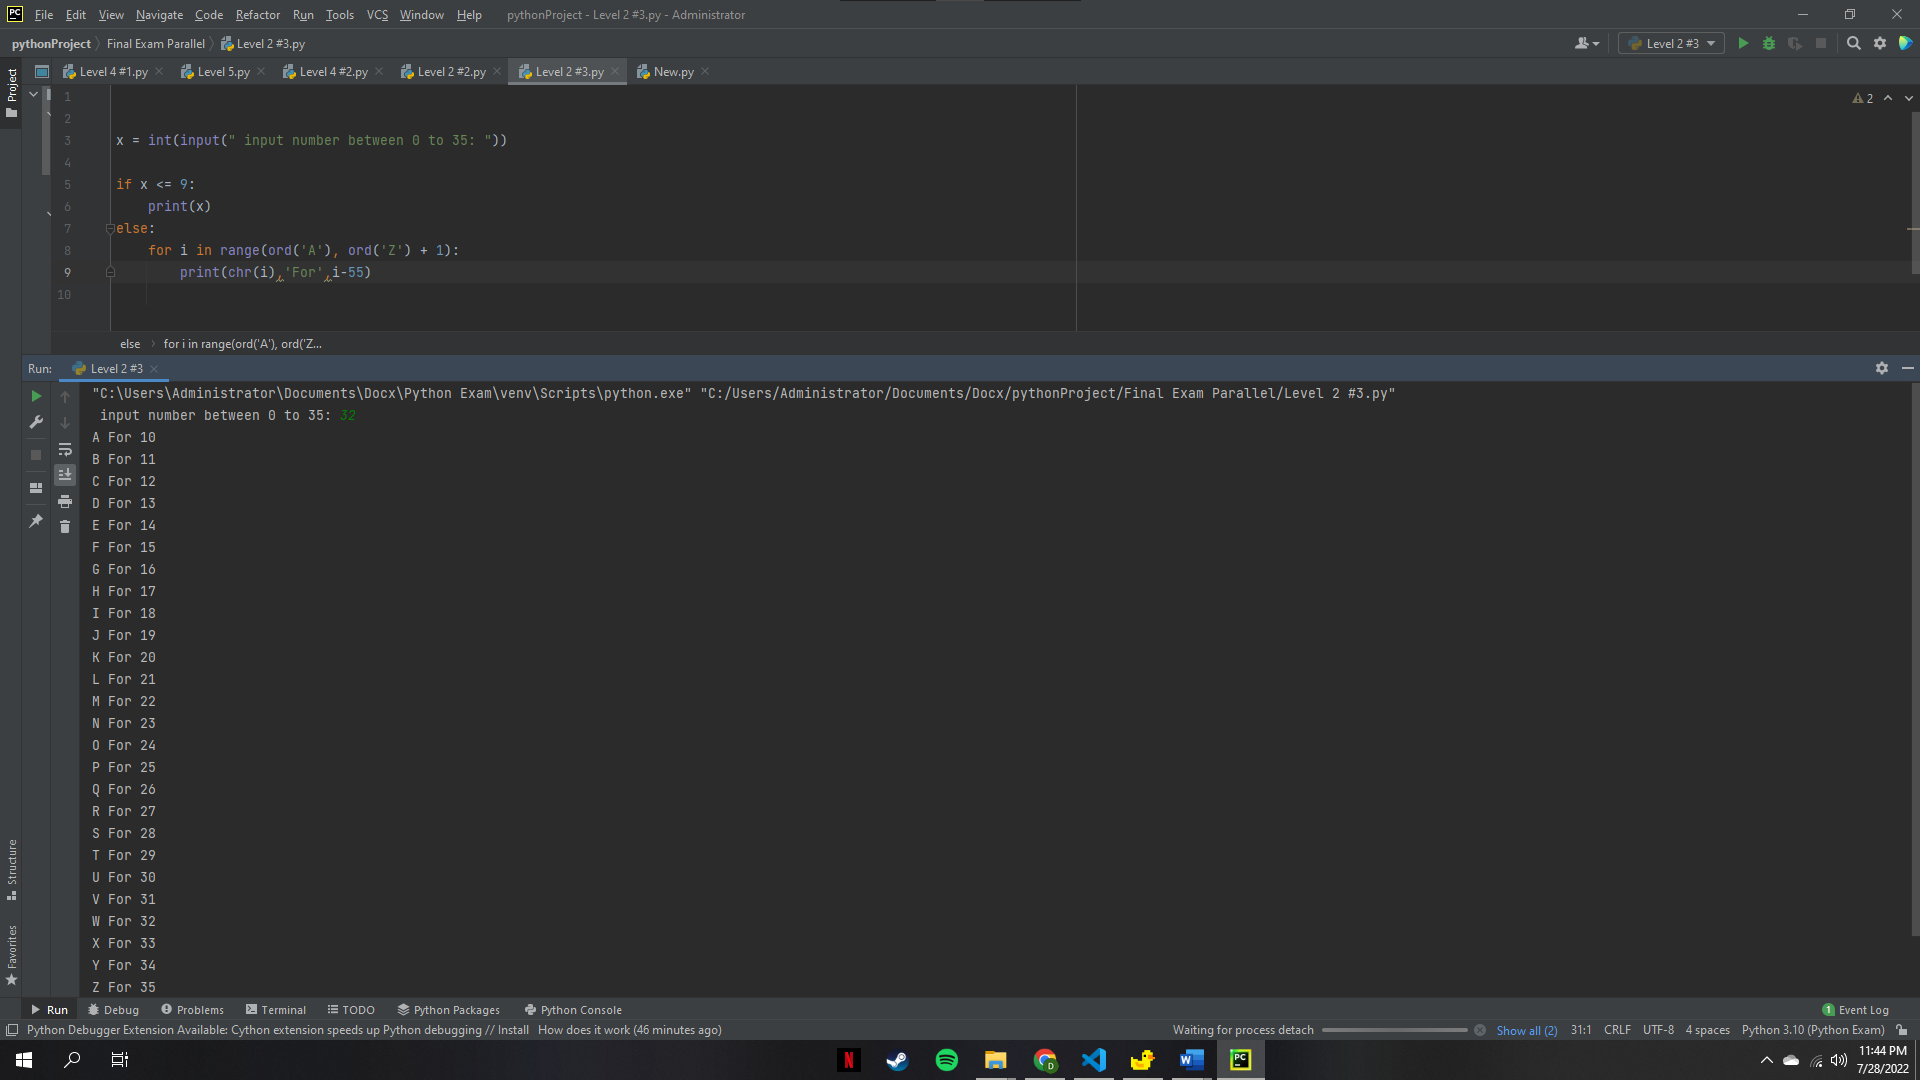 PC File Edit View Navigate Code Refactor Run Tools VCS Window Help pythonProject - Level 2 #3.py - Administrator
pythonProject Final Exam Parallel Level 2 #3.py Level 2 #3
Project
Level 4 #1.py Level 5.py Level 4 #2.py Level 2 #2.py Level 2 #3.py New.py
1 2
2
3 x = int(input(" input number between 0 to 35: "))
4
5 if x <= 9:
6 print(x)
7 else:
8 for i in range(ord('A'), ord('Z') + 1):
9 print(chr(i),'For',i-55)
10
else for i in range(ord('A'), ord('Z...
Run: Level 2 #3
"C:\Users\Administrator\Documents\Docx\Python Exam\venv\Scripts\python.exe" "C:/Users/Administrator/Documents/Docx/pythonProject/Final Exam Parallel/Level 2 #3.py"
input number between 0 to 35: 32
A For 10
B For 11
C For 12
D For 13
E For 14
F For 15
G For 16
H For 17
I For 18
J For 19
K For 20
L For 21
M For 22
N For 23
O For 24
P For 25
Q For 26
R For 27
S For 28
T For 29
U For 30
V For 31
W For 32
X For 33
Y For 34
Z For 35
Structure
Favorites
Run Debug Problems Terminal TODO Python Packages Python Console 1 Event Log
Python Debugger Extension Available: Cython extension speeds up Python debugging // Install How does it work (46 minutes ago) Waiting for process detach Show all (2) 31:1 CRLF UTF-8 4 spaces Python 3.10 (Python Exam)
N D W PC 11:44 PM
7/28/2022